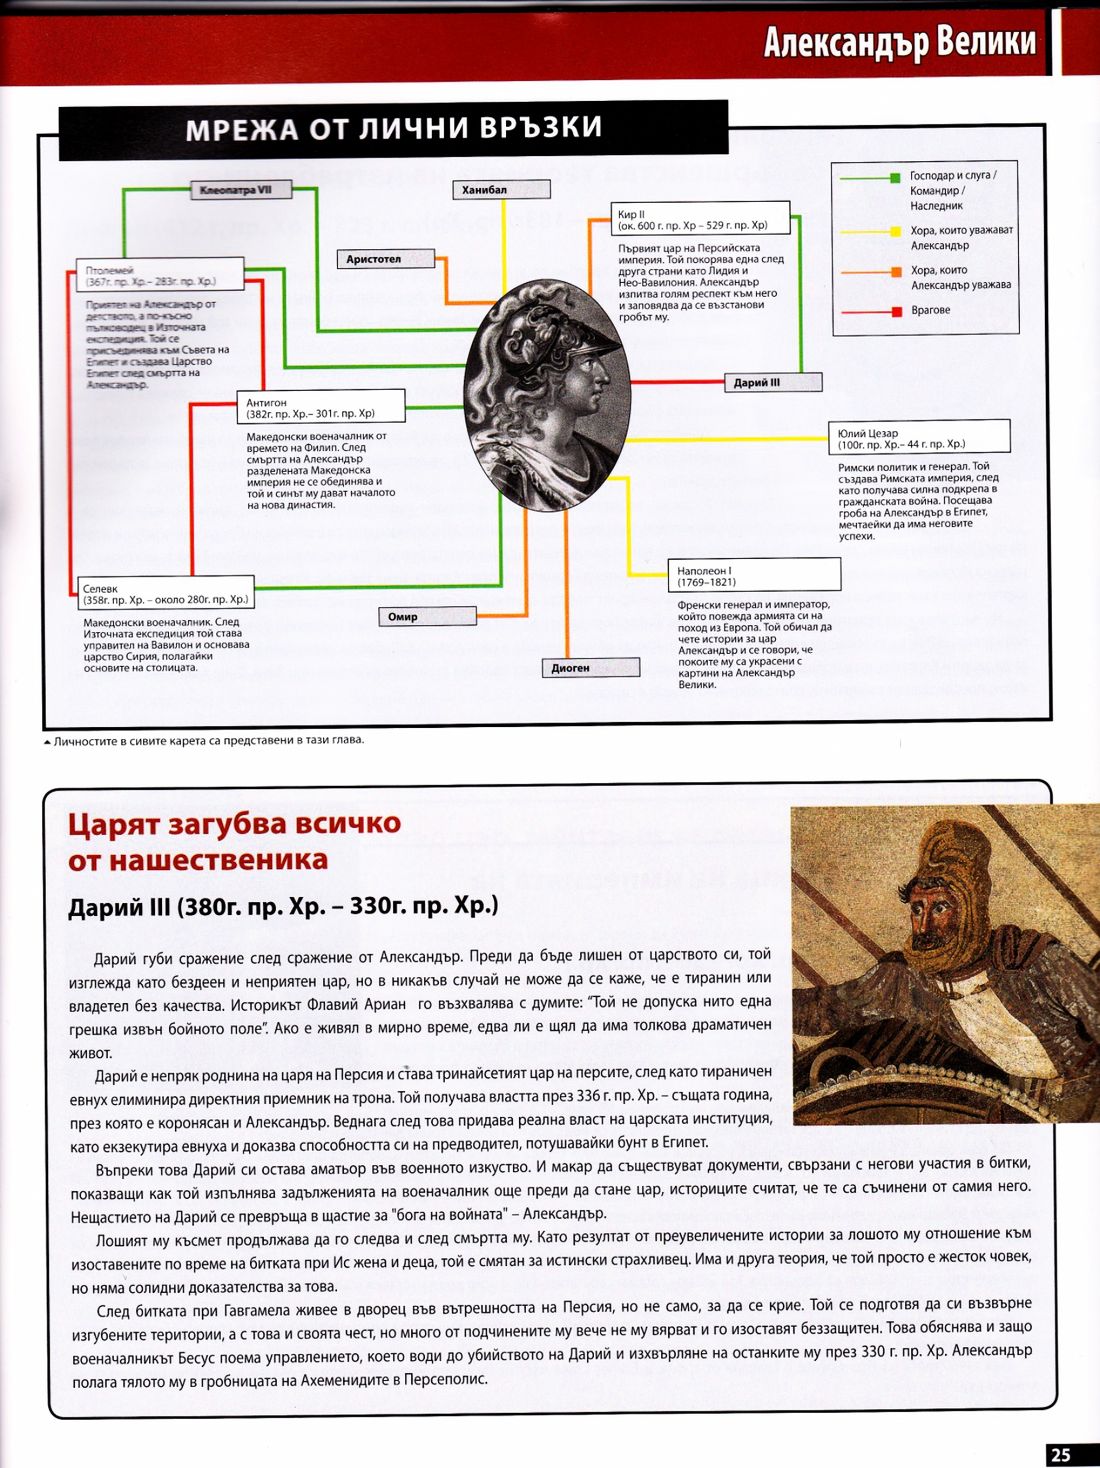 Александър Велики
МРЕЖА ОТ ЛИЧНИ ВРЪЗКИ
Клеопатра VII
Ханибал
Аристотел
Кир II
(ок. 600 г. пр. Хр – 529 г. пр. Хр)
Първият цар на Персийската
империя. Той покорява една след
друга страни като Лидия и
Нео-Вавилония. Александър
изпитва голям респект към него
и заповядва да се възстанови
гробът му.
Господар и слуга /
Командир /
Наследник
Хора, които уважават
Александър
Хора, които
Александър уважава
Врагове
Птолемей
(367г. пр. Хр.– 283г. пр. Хр.)
Приятел на Александър от
детството, а по-късно
пълководец в Източната
експедиция. Той се
присъединява към Съвета на
Египет и създава Царство
Египет след смъртта на
Александър.
Дарий III
Антигон
(382г. пр. Хр.– 301г. пр. Хр)
Македонски военачалник от
времето на Филип. След
смъртта на Александър
разделената Македонска
империя не се обединява и
той и синът му дават началото
на нова династия.
Юлий Цезар
(100г. пр. Хр.– 44 г. пр. Хр.)
Римски политик и генерал. Той
създава Римската империя, след
като получава силна подкрепа в
гражданската война. Посещава
гроба на Александър в Египет,
мечтаейки да има неговите
успехи.
Селевк
(358г. пр. Хр. – около 280г. пр. Хр.)
Македонски военачалник. След
Източната експедиция той става
управител на Вавилон и основава
царство Сирия, полагайки
основите на столицата.
Омир
Диоген
Наполеон I
(1769–1821)
Френски генерал и император,
който повежда армията си на
поход из Европа. Той обичал да
чете истории за цар
Александър и се говори, че
покоите му са украсени с
картини на Александър
Велики.
Личностите в сивите карета са представени в тази глава.
Царят загубва всичко
от нашественика
Дарий III (380г. пр. Хр. – 330г. пр. Хр.)
Дарий губи сражение след сражение от Александър. Преди да бъде лишен от царството си, той
изглежда като бездеен и неприятен цар, но в никакъв случай не може да се каже, че е тиранин или
владетел без качества. Историкът Флавий Ариан го възхвалява с думите: "Той не допуска нито една
грешка извън бойното поле". Ако е живял в мирно време, едва ли е щял да има толкова драматичен
живот.
Дарий е непряк роднина на царя на Персия и става тринайсетият цар на персите, след като тираничен
евнух елиминира директния приемник на трона. Той получава властта през 336 г. пр. Хр. – същата година,
през която е коронясан и Александър. Веднага след това придава реална власт на царската институция,
като екзекутира евнуха и доказва способността си на предводител, потушавайки бунт в Египет.
Въпреки това Дарий си остава аматьор във военното изкуство. И макар да съществуват документи, свързани с негови участия в битки,
показващи как той изпълнява задълженията на военачалник още преди да стане цар, историците считат, че те са съчинени от самия него.
Нещастието на Дарий се превръща в щастие за "бога на войната" – Александър.
Лошият му късмет продължава да го следва и след смъртта му. Като резултат от преувеличените истории за лошото му отношение към
изоставените по време на битката при Ис жена и деца, той е смятан за истински страхливец. Има и друга теория, че той просто е жесток човек,
но няма солидни доказателства за това.
След битката при Гавгамела живее в дворец във вътрешността на Персия, но не само, за да се крие. Той се подготвя да си възвърне
изгубените територии, а с това и своята чест, но много от подчинените му вече не му вярват и го изоставят беззащитен. Това обяснява и защо
военачалникът Бесус поема управлението, което води до убийството на Дарий и изхвърляне на останките му през 330 г. пр. Хр. Александър
полага тялото му в гробницата на Ахеменидите в Персеполис.
25